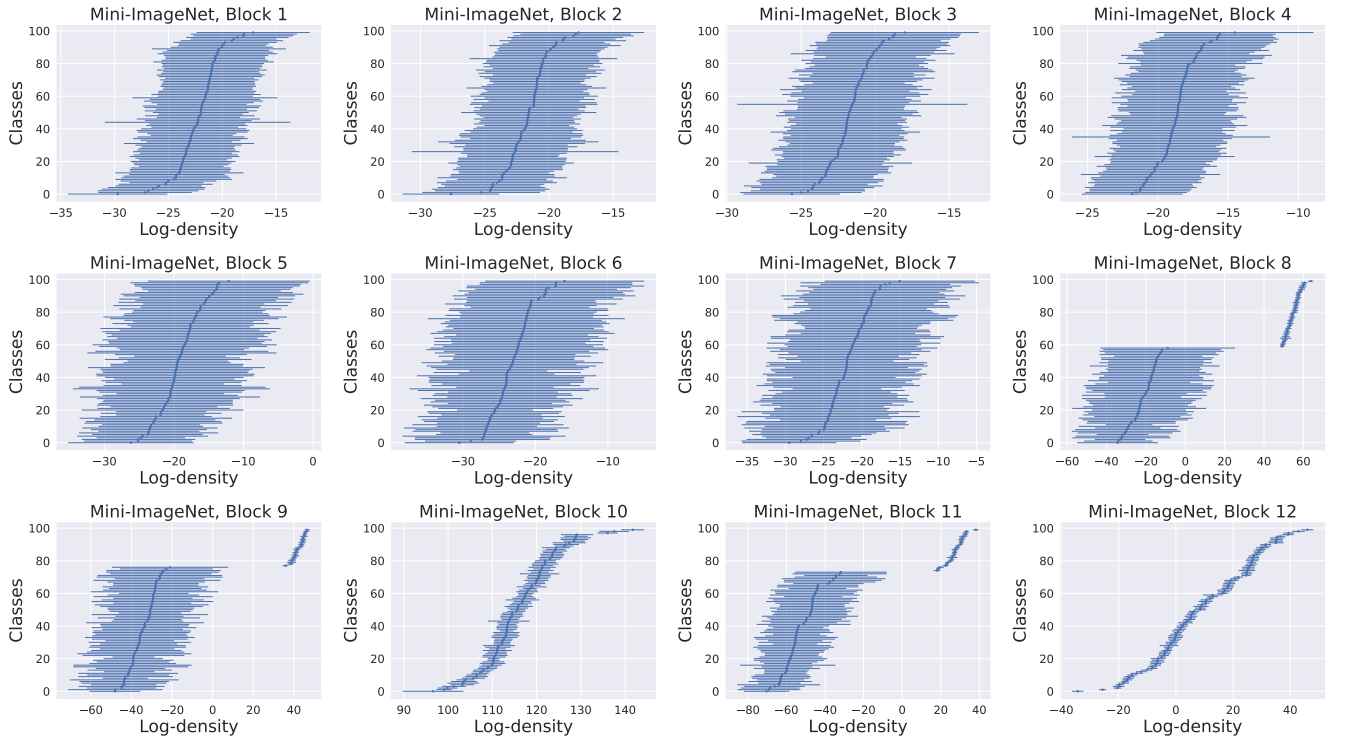 Mini-ImageNet, Block 1
Classes
100
80
60
40
20
0
−35 −30 −25 −20 −15
Log-density
Mini-ImageNet, Block 2
Classes
100
80
60
40
20
0
−30 −25 −20 −15
Log-density
Mini-ImageNet, Block 3
Classes
100
80
60
40
20
0
−30 −25 −20 −15
Log-density
Mini-ImageNet, Block 4
Classes
100
80
60
40
20
0
−25 −20 −15 −10
Log-density
Mini-ImageNet, Block 5
Classes
100
80
60
40
20
0
−30 −20 −10 0
Log-density
Mini-ImageNet, Block 6
Classes
100
80
60
40
20
0
−30 −20 −10
Log-density
Mini-ImageNet, Block 7
Classes
100
80
60
40
20
0
−35 −30 −25 −20 −15 −10 −5
Log-density
Mini-ImageNet, Block 8
Classes
100
80
60
40
20
0
−60 −40 −20 0 20 40 60
Log-density
Mini-ImageNet, Block 9
Classes
100
80
60
40
20
0
−60 −40 −20 0 20 40
Log-density
Mini-ImageNet, Block 10
Classes
100
80
60
40
20
0
90 100 110 120 130 140
Log-density
Mini-ImageNet, Block 11
Classes
100
80
60
40
20
0
−80 −60 −40 −20 0 20 40
Log-density
Mini-ImageNet, Block 12
Classes
100
80
60
40
20
0
−40 −20 0 20 40
Log-density